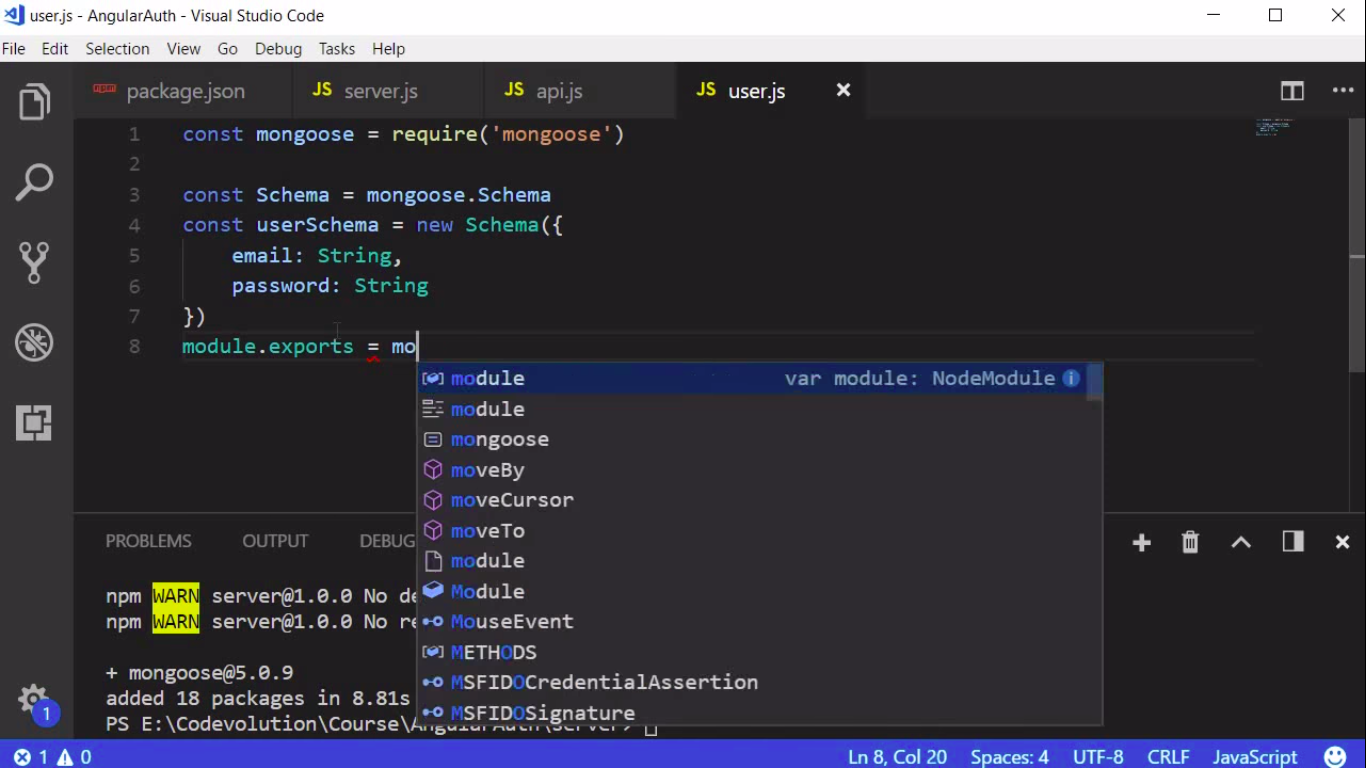 user.js - AngularAuth - Visual Studio Code
File Edit Selection View Go Debug Tasks Help
package.json JS server.js JS api.js JS user.js
1 const mongoose = require('mongoose')
2
3 const Schema = mongoose.Schema
4 const userSchema = new Schema({
5 email: String,
6 password: String
7 })
8 module.exports = mo
module var module: NodeModule
module
mongoose
moveBy
moveCursor
moveTo
module
Module
MouseEvent
METHODS
MSFIDOCredentialAssertion
MSFIDOSignature
PROBLEMS OUTPUT DEBUG
npm WARN server@1.0.0 No de
npm WARN server@1.0.0 No re
+ mongoose@5.0.9
added 18 packages in 8.81s
PS E:\Codevolution\Course\AngularAuth\server>
1
1 0 Ln 8, Col 20 Spaces: 4 UTF-8 CRLF JavaScript